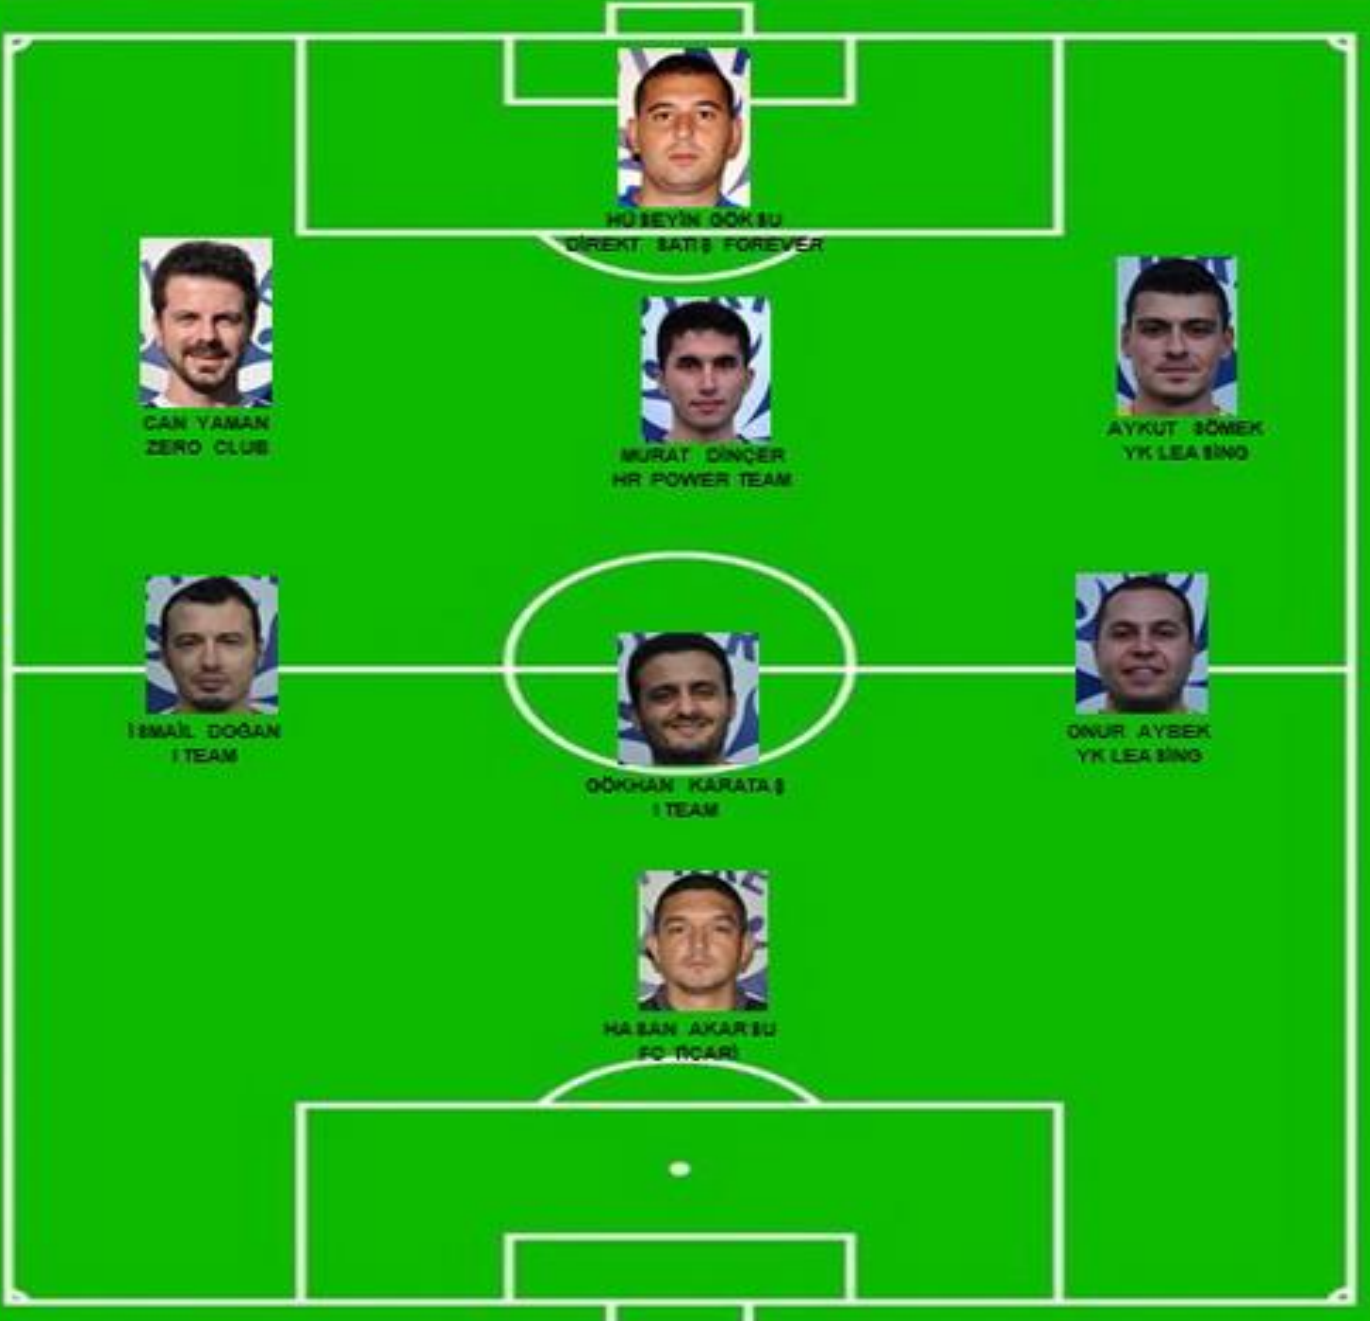 HÜSEYİN GÖKSU
DİREKT SATIŞ FOREVER
CAN YAMAN
ZERO CLUB
MURAT DİNÇER
HR POWER TEAM
AYKUT SÖMEK
YK LEASİNG
İSMAİL DOĞAN
I TEAM
GÖKHAN KARATAŞ
I TEAM
ONUR AYBEK
YK LEASİNG
HASAN AKARSU
FC TİCARİ